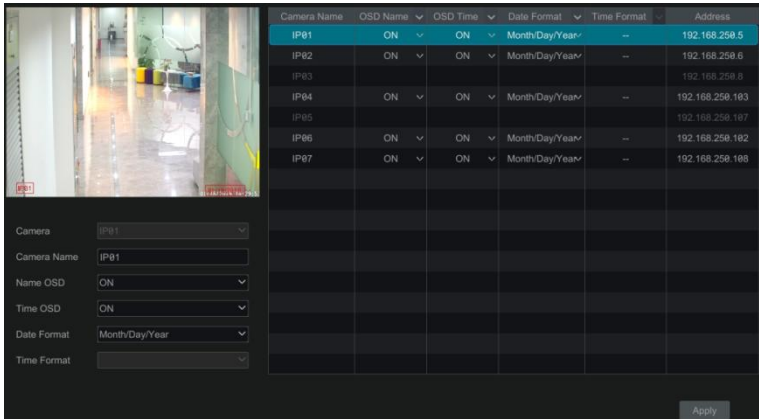 Camera Name OSD Name OSD Time Date Format Time Format Address
IP01 ON ON Month/Day/Year -- 192.168.250.5
IP02 ON ON Month/Day/Year -- 192.168.250.6
IP03 192.168.250.8
IP04 ON ON Month/Day/Year -- 192.168.250.103
IP05 192.168.250.107
IP06 ON ON Month/Day/Year -- 192.168.250.102
IP07 ON ON Month/Day/Year -- 192.168.250.108
IP01
Camera IP01
Camera Name IP01
Name OSD ON
Time OSD ON
Date Format Month/Day/Year
Time Format
Apply